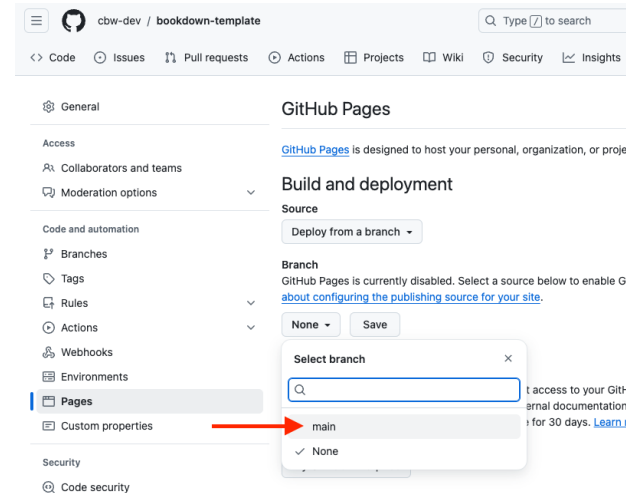 cbw-dev / bookdown-template
Type / to search
Code Issues Pull requests Actions Projects Wiki Security Insights
General
Access
Collaborators and teams
Moderation options
Code and automation
Branches
Tags
Rules
Actions
Webhooks
Environments
Pages
Custom properties
Security
Code security
GitHub Pages
GitHub Pages is designed to host your personal, organization, or proje
Build and deployment
Source
Deploy from a branch
Branch
GitHub Pages is currently disabled. Select a source below to enable G
about configuring the publishing source for your site.
None Save
Select branch
main
None
t access to your GitH
ernal documentation
for 30 days. Learn